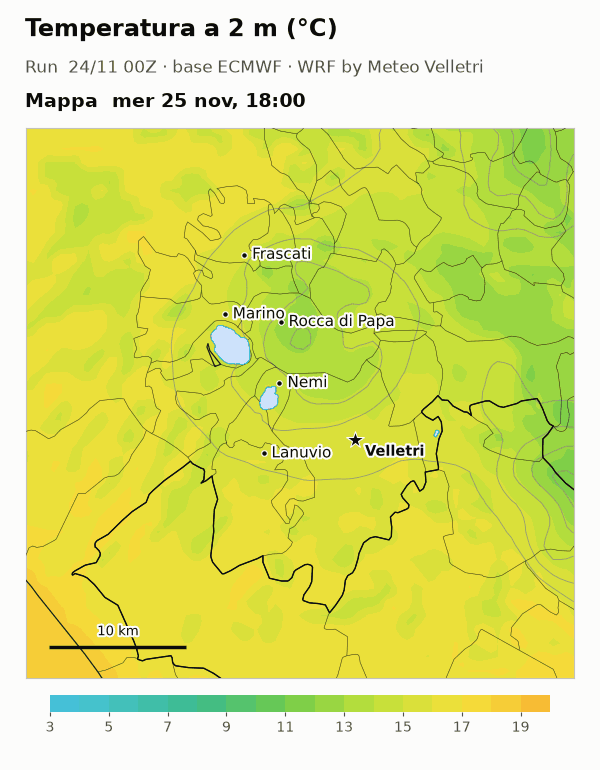 Temperatura a 2 m (°C)
Run  24/11 00Z · base ECMWF · WRF by Meteo Velletri
Mappa  mer 25 nov, 18:00
Frascati
Marino
Rocca di Papa
Nemi
Velletri
Lanuvio
10 km
3 5 7 9 11 13 15 17 19